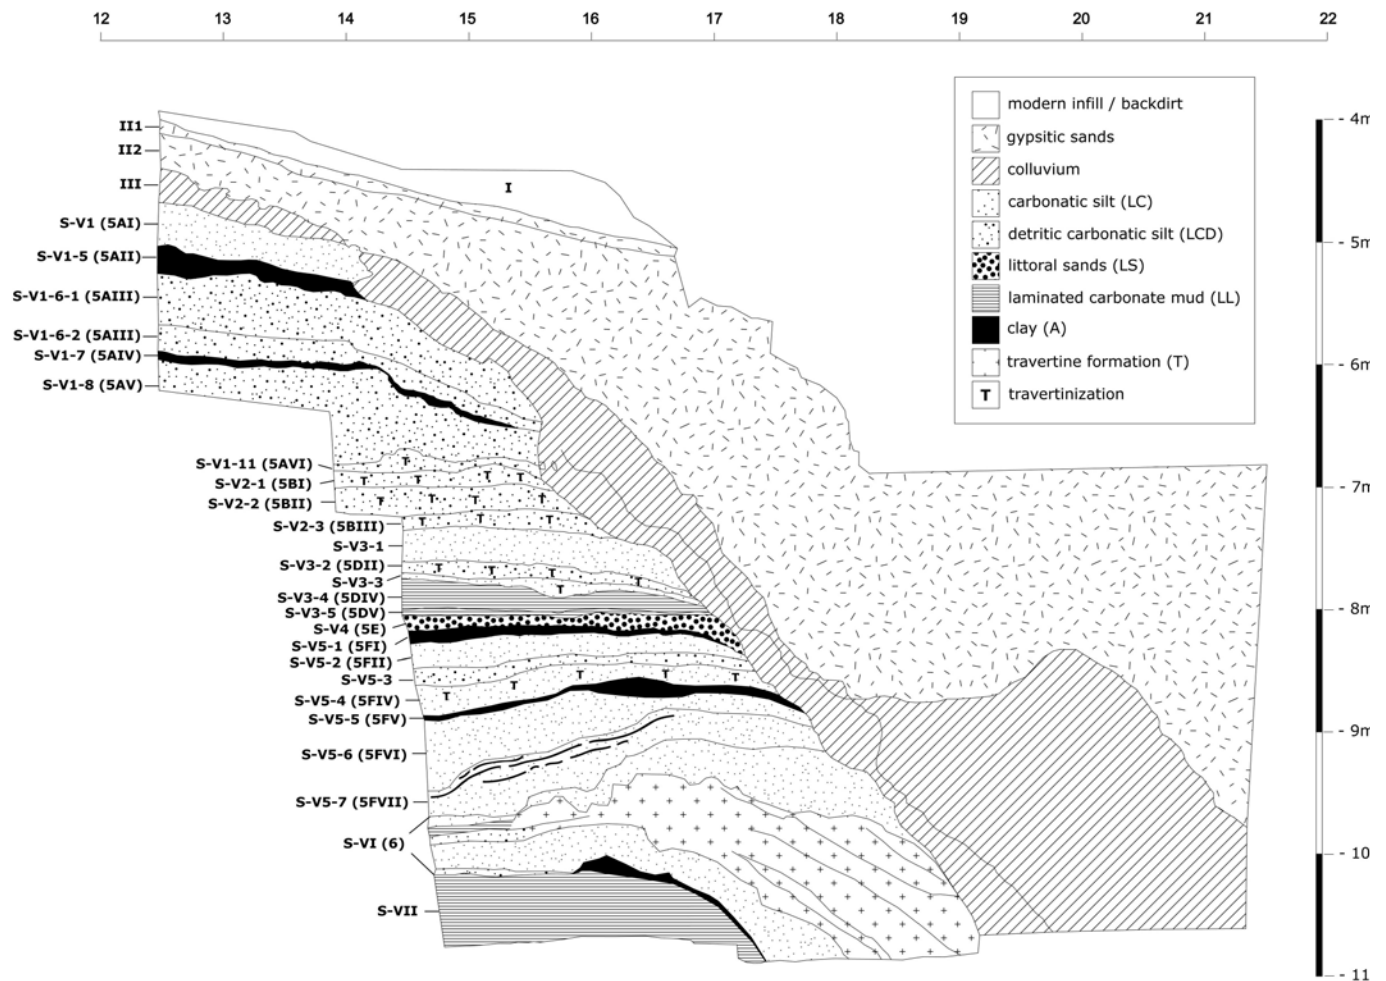 12 13 14 15 16 17 18 19 20 21 22
modern infill / backdirt
gypsitic sands
colluvium
carbonatic silt (LC)
detritic carbonatic silt (LCD)
littoral sands (LS)
laminated carbonate mud (LL)
clay (A)
travertine formation (T)
T travertinization
- 4m
- 5m
- 6m
- 7m
- 8m
- 9m
- 10
- 11
II1
II2
III
S-V1 (5AI)
S-V1-5 (5AII)
S-V1-6-1 (5AIII)
S-V1-6-2 (5AIII)
S-V1-7 (5AIV)
S-V1-8 (5AV)
S-V1-11 (5AVI)
S-V2-1 (5BI)
S-V2-2 (5BII)
S-V2-3 (5BIII)
S-V3-1
S-V3-2 (5DII)
S-V3-3
S-V3-4 (5DIV)
S-V3-5 (5DV)
S-V4 (5E)
S-V5-1 (5FI)
S-V5-2 (5FII)
S-V5-3
S-V5-4 (5FIV)
S-V5-5 (5FV)
S-V5-6 (5FVI)
S-V5-7 (5FVII)
S-VI (6)
S-VII
I
T
T T T T
T T T T
T T T
T T T T
T
T T T T T